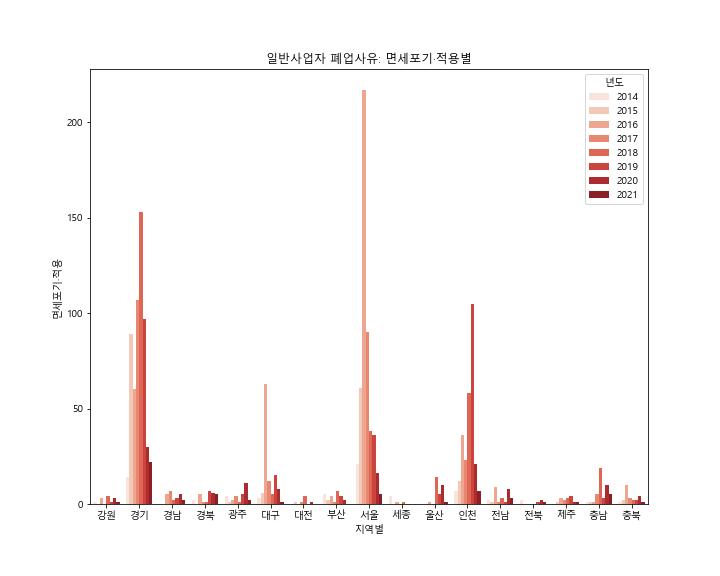 일반사업자 폐업사유: 면세포기·적용별
년도
2014
2015
2016
2017
2018
2019
2020
2021
200
150
100
50
0
면세포기·적용
강원 경기 경남 경북 광주 대구 대전 부산 서울 세종 울산 인천 전남 전북 제주 충남 충북
지역별